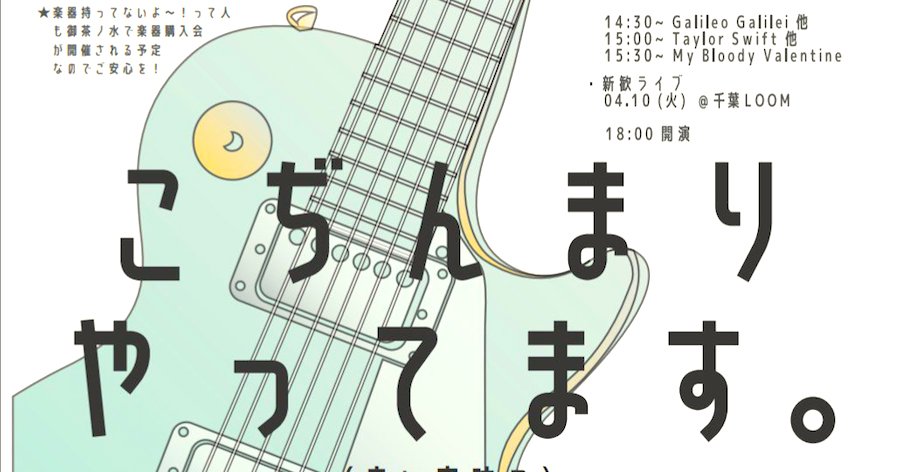 ★楽器持ってないよ～！って人
も御茶ノ水で楽器購入会
が開催される予定
なのでご安心を！
14:30~ Galileo Galilei 他
15:00~ Taylor Swift 他
15:30~ My Bloody Valentine
・新歓ライブ
04.10 (火) @千葉LOOM
18:00 開演
こぢんまり
やってます。